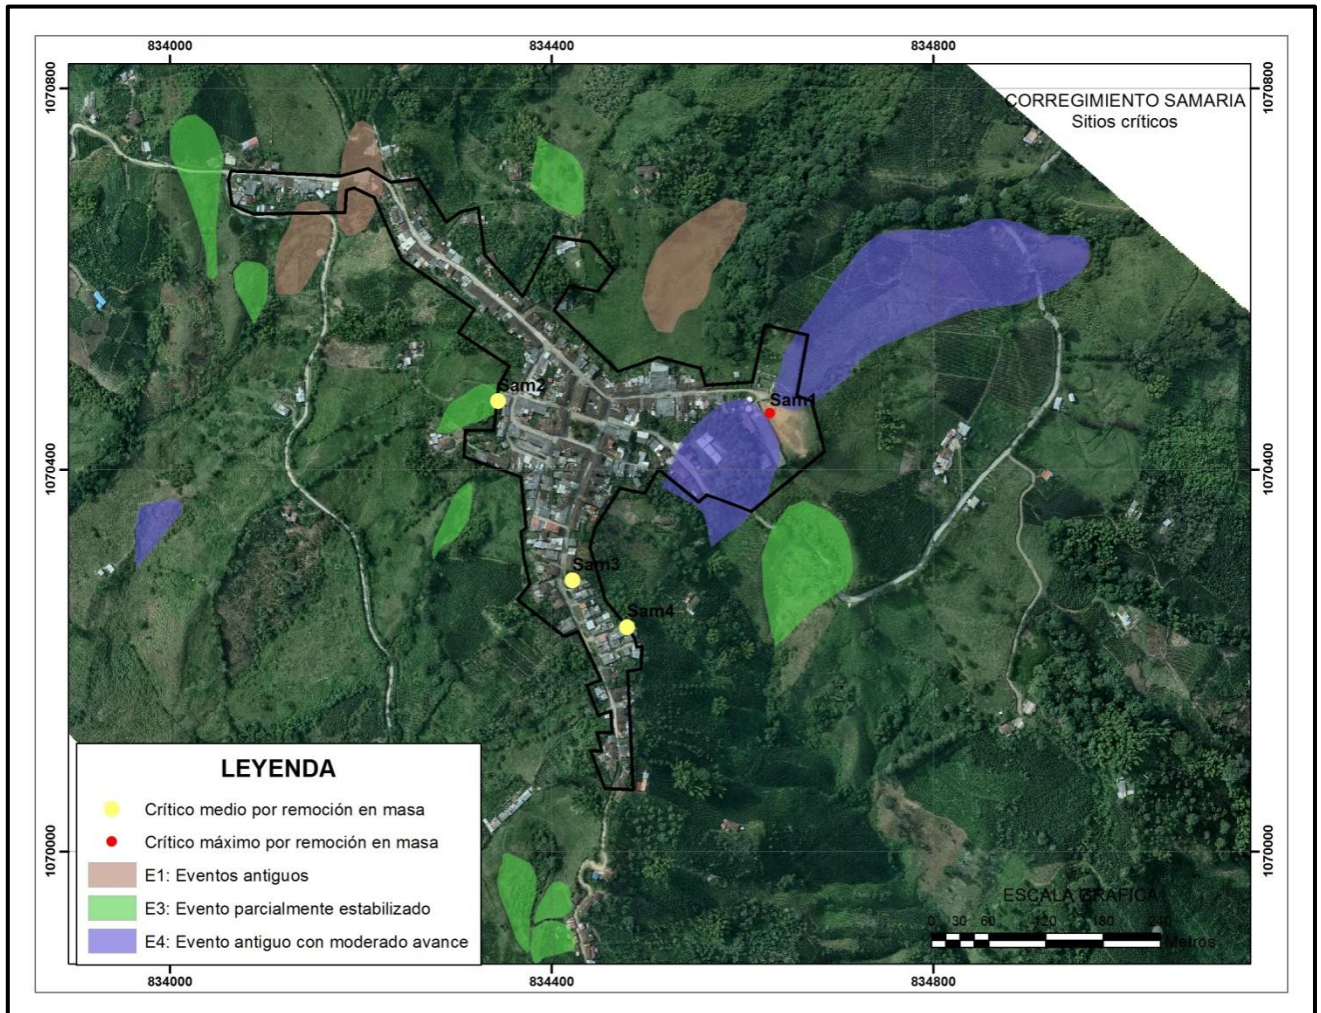 834000
834400
834800
1070800
1070800
CORREGIMIENTO SAMARIA
Sitios críticos
Sam2
Sam1
1070400
1070400
Sam3
Sam4
LEYENDA
Crítico medio por remoción en masa
Crítico máximo por remoción en masa
E1: Eventos antiguos
E3: Evento parcialmente estabilizado
E4: Evento antiguo con moderado avance
1070000
ESCALA GRAFICA
0 30 60 120 180 240
Metros
834000
834400
834800